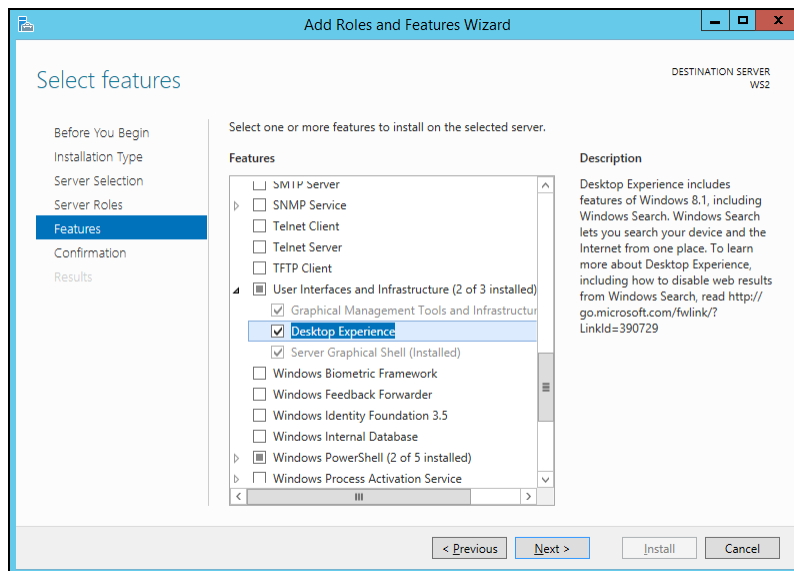 Add Roles and Features Wizard
Select features
DESTINATION SERVER
WS2
Before You Begin
Installation Type
Server Selection
Server Roles
Features
Confirmation
Results
Select one or more features to install on the selected server.
Features
SMTP Server
SNMP Service
Telnet Client
Telnet Server
TFTP Client
User Interfaces and Infrastructure (2 of 3 installed)
Graphical Management Tools and Infrastructur
Desktop Experience
Server Graphical Shell (Installed)
Windows Biometric Framework
Windows Feedback Forwarder
Windows Identity Foundation 3.5
Windows Internal Database
Windows PowerShell (2 of 5 installed)
Windows Process Activation Service
Description
Desktop Experience includes
features of Windows 8.1, including
Windows Search. Windows Search
lets you search your device and the
Internet from one place. To learn
more about Desktop Experience,
including how to disable web results
from Windows Search, read http://
go.microsoft.com/fwlink/?
LinkId=390729
< Previous
Next >
Install
Cancel